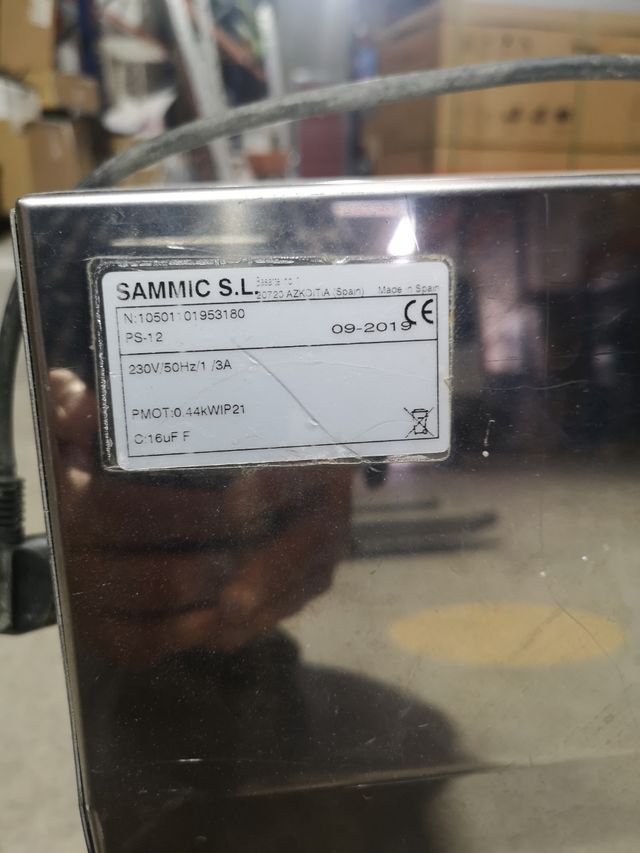 SAMMIC S.L.
20720 AZKOITIA (Spain) Made in Spain
N:10501 01953180
PS-12 09-2019 CE
230V/50Hz/1 /3A
PMOT:0.44kWIP21
C:16uF F